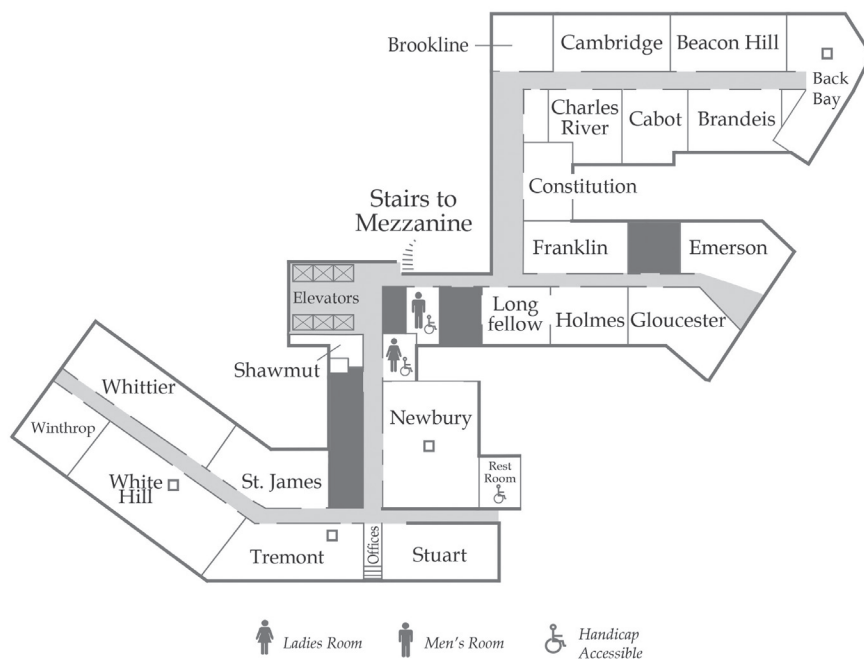 Brookline
Cambridge
Beacon Hill
Back
Bay
Charles
River
Cabot
Brandeis
Constitution
Stairs to
Mezzanine
Franklin
Emerson
Elevators
Long
fellow
Holmes
Gloucester
Shawmut
Whittier
Newbury
Winthrop
White
Hill
St. James
Rest
Room
Tremont
Offices
Stuart
Ladies Room
Men's Room
Handicap
Accessible